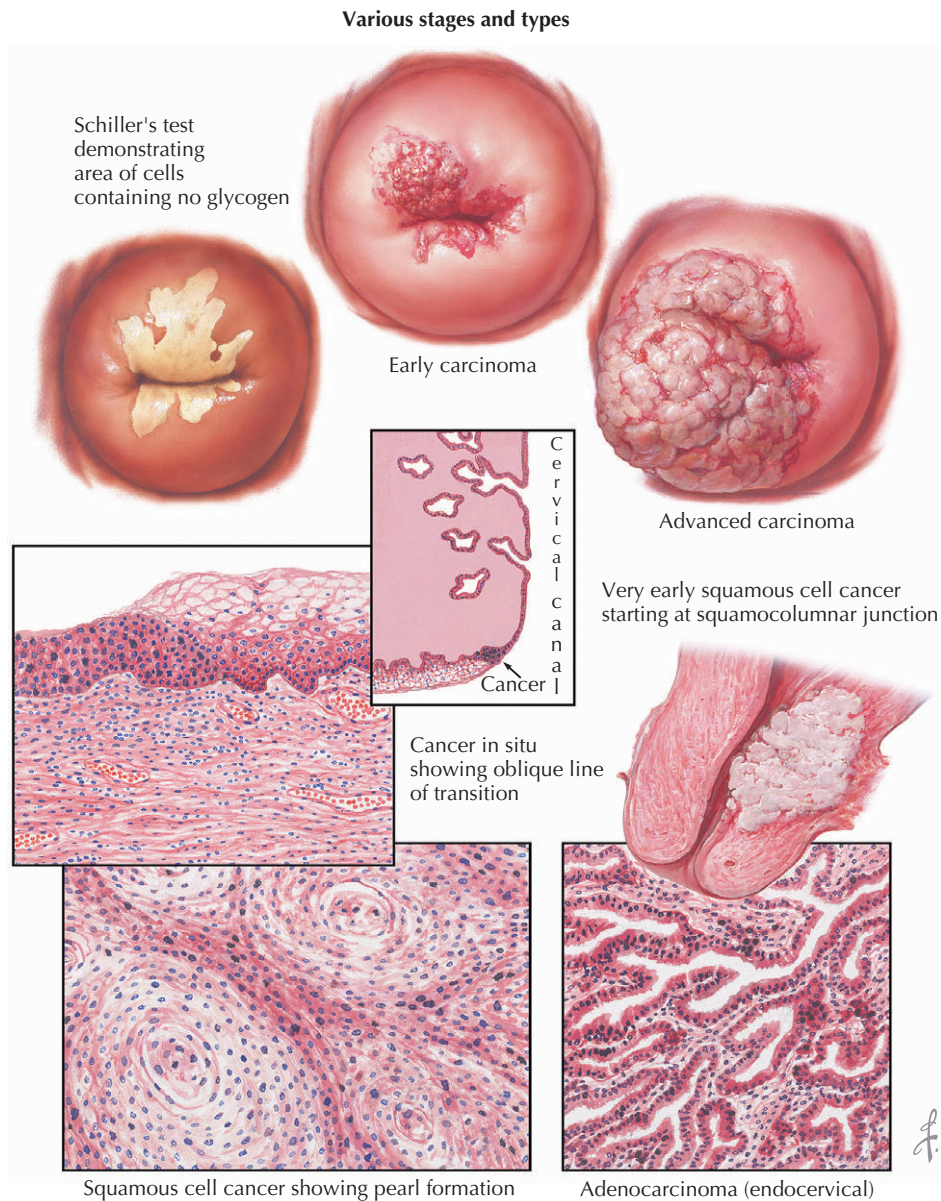 Various stages and types
Schiller's test
demonstrating
area of cells
containing no glycogen
Early carcinoma
Advanced carcinoma
Cervical canal
Cancer
Very early squamous cell cancer
starting at squamocolumnar junction
Cancer in situ
showing oblique line
of transition
Squamous cell cancer showing pearl formation
Adenocarcinoma (endocervical)